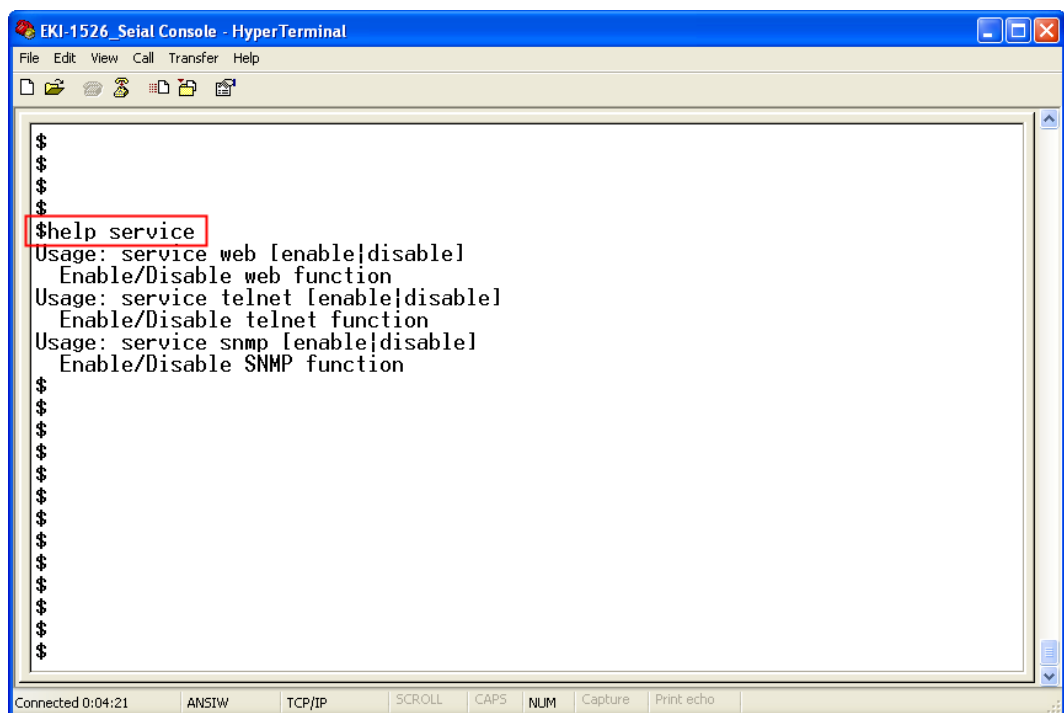 EKI-1526_Seial Console - HyperTerminal
File Edit View Call Transfer Help
$
$
$
$
$help service
Usage: service web [enable|disable]
  Enable/Disable web function
Usage: service telnet [enable|disable]
  Enable/Disable telnet function
Usage: service snmp [enable|disable]
  Enable/Disable SNMP function
$
$
$
$
$
$
$
$
$
$
$
$
$
Connected 0:04:21 ANSIW TCP/IP SCROLL CAPS NUM Capture Print echo